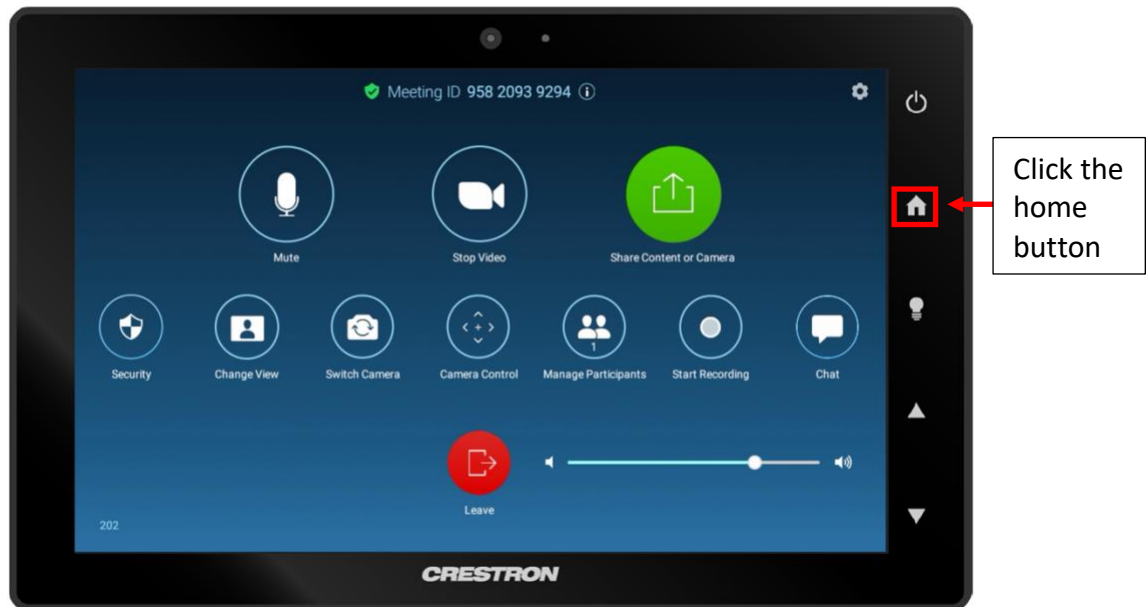 Meeting ID 958 2093 9294
Mute
Stop Video
Share Content or Camera
Security
Change View
Switch Camera
Camera Control
1
Manage Participants
Start Recording
Chat
Leave
202
CRESTRON
Click the
home
button